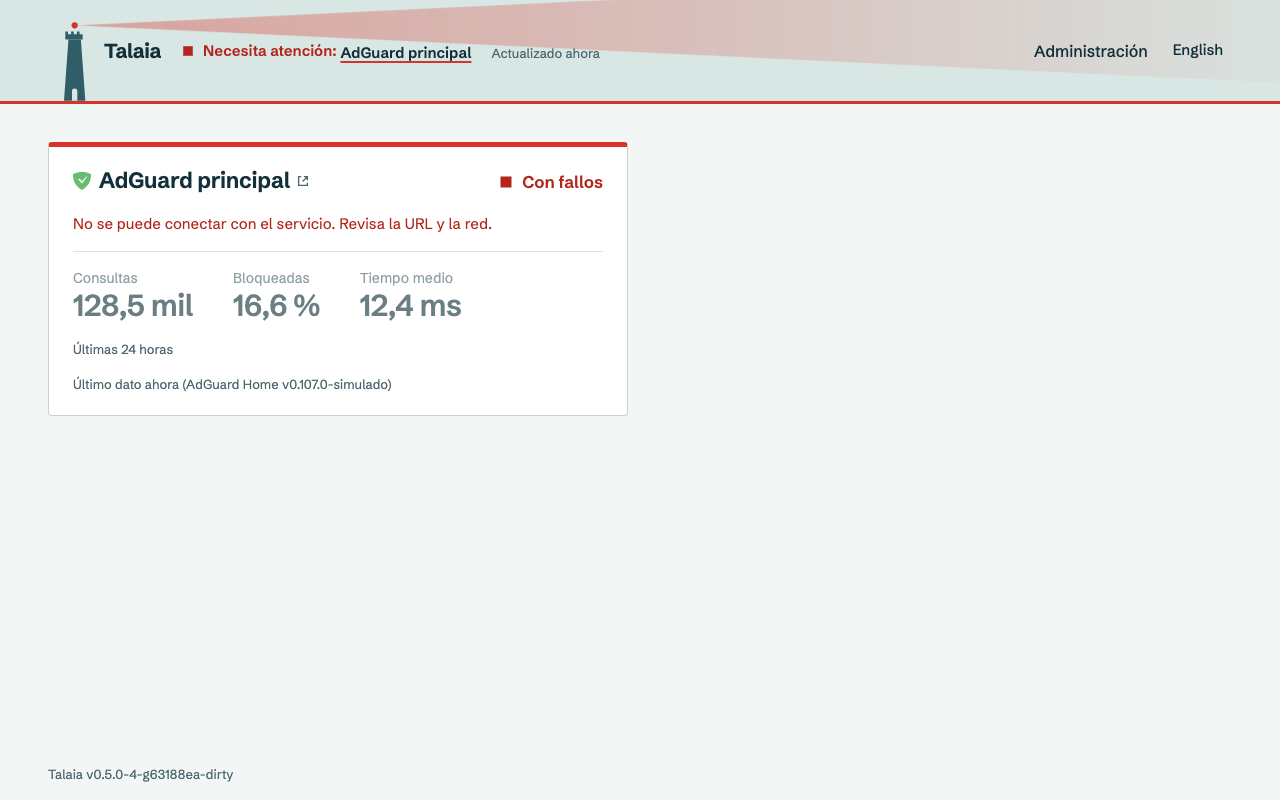 Talaia
Necesita atención: AdGuard principal Actualizado ahora
Administración English
AdGuard principal
Con fallos
No se puede conectar con el servicio. Revisa la URL y la red.
Consultas Bloqueadas Tiempo medio
128,5 mil 16,6 % 12,4 ms
Últimas 24 horas
Último dato ahora (AdGuard Home v0.107.0-simulado)
Talaia v0.5.0-4-g63188ea-dirty